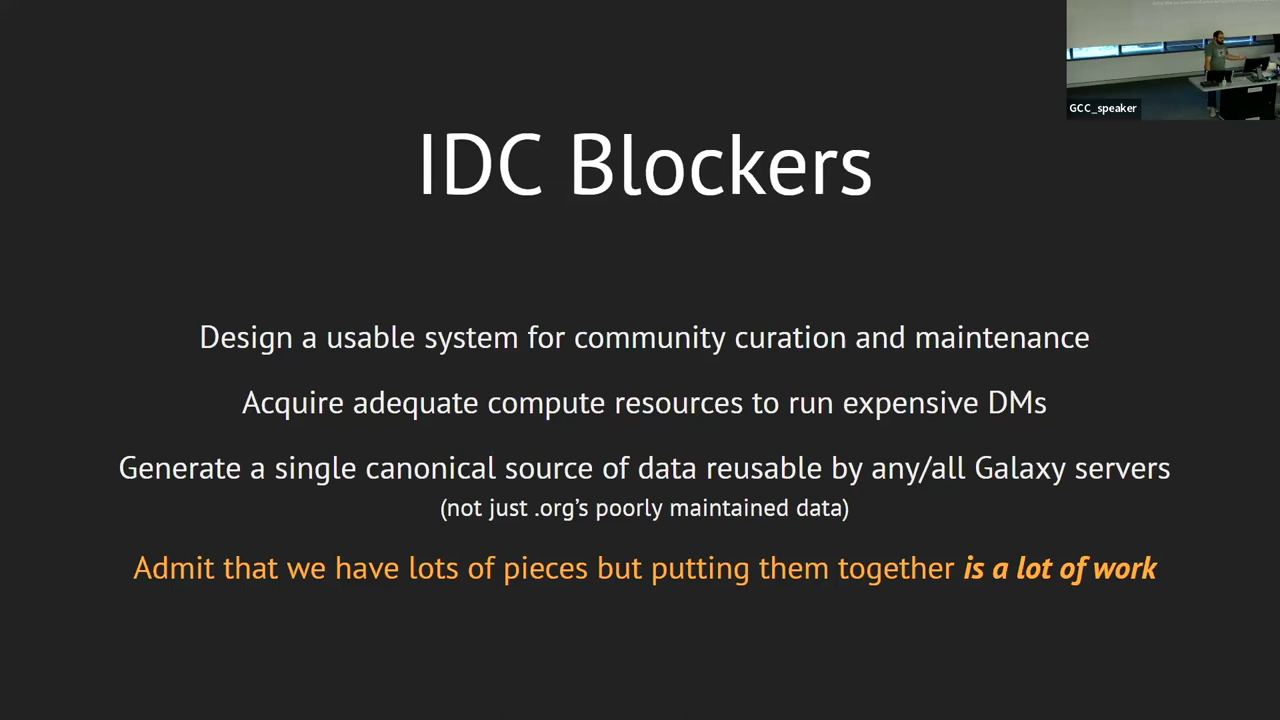 GCC_speaker
IDC Blockers
Design a usable system for community curation and maintenance
Acquire adequate compute resources to run expensive DMs
Generate a single canonical source of data reusable by any/all Galaxy servers
(not just .org’s poorly maintained data)
Admit that we have lots of pieces but putting them together is a lot of work